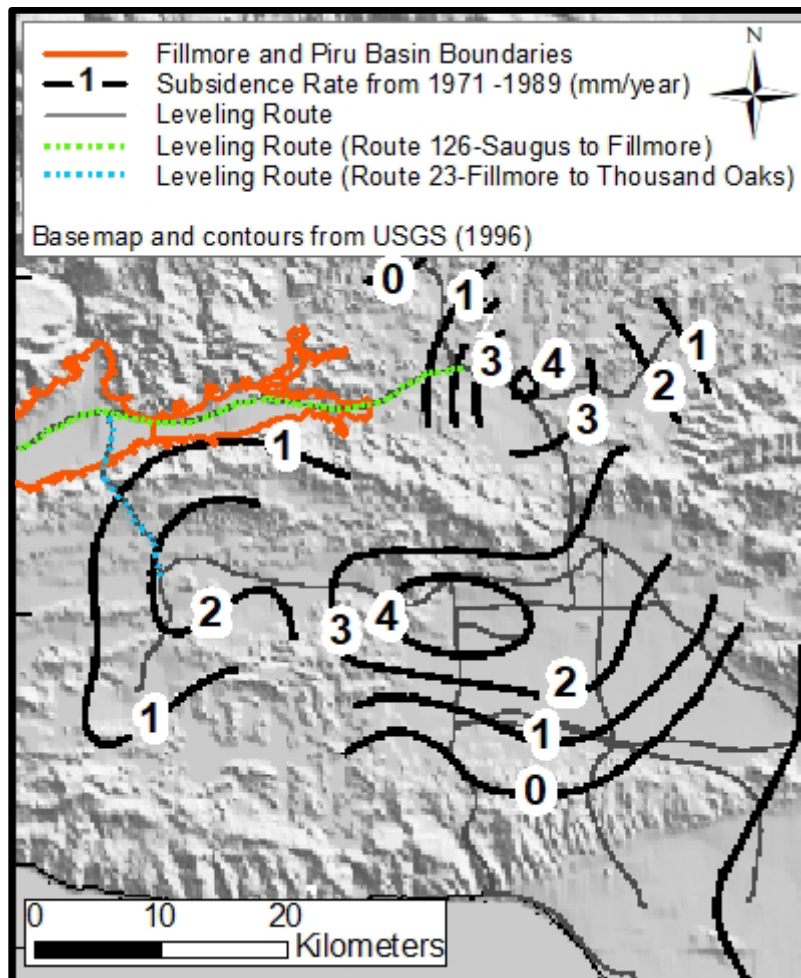 N
Fillmore and Piru Basin Boundaries
1 Subsidence Rate from 1971 -1989 (mm/year)
Leveling Route
Leveling Route (Route 126-Saugus to Fillmore)
Leveling Route (Route 23-Fillmore to Thousand Oaks)
Basemap and contours from USGS (1996)
0
1
1
3
4
2
3
1
2
3
4
2
1
1
0
0 10 20
Kilometers